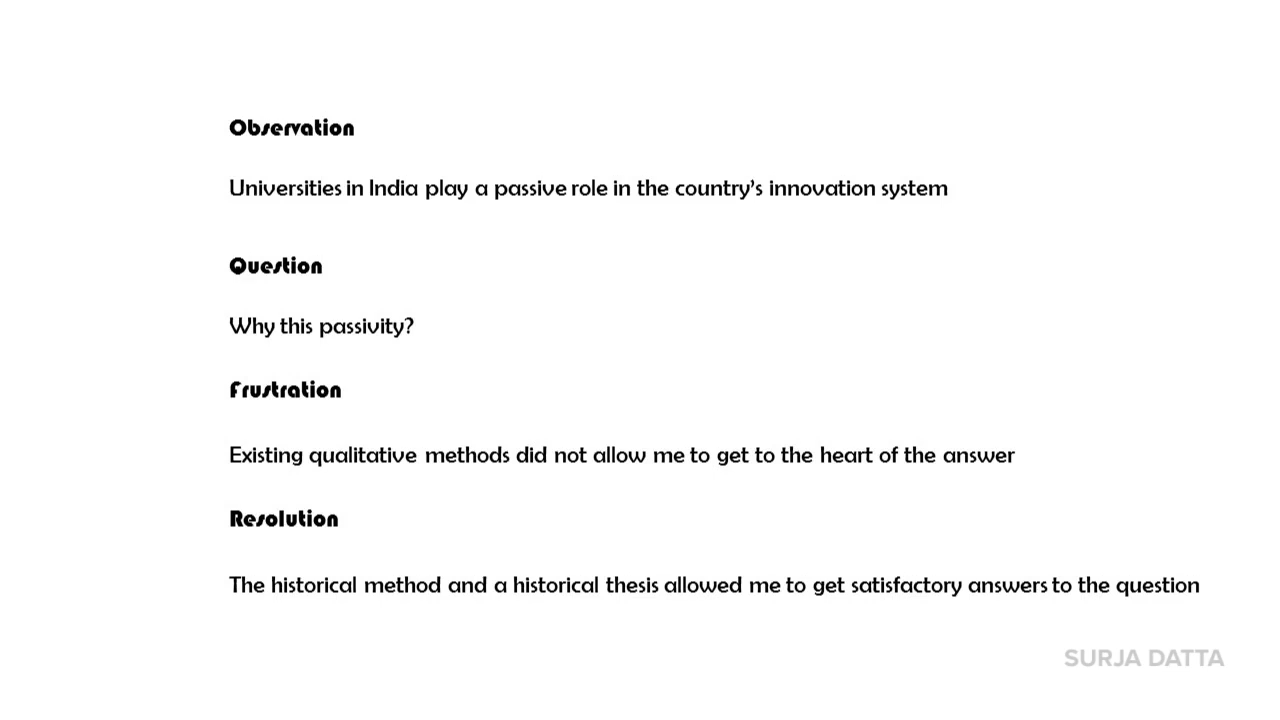 Observation
Universities in India play a passive role in the country's innovation system
Question
Why this passivity?
Frustration
Existing qualitative methods did not allow me to get to the heart of the answer
Resolution
The historical method and a historical thesis allowed me to get satisfactory answers to the question
SURJA DATTA